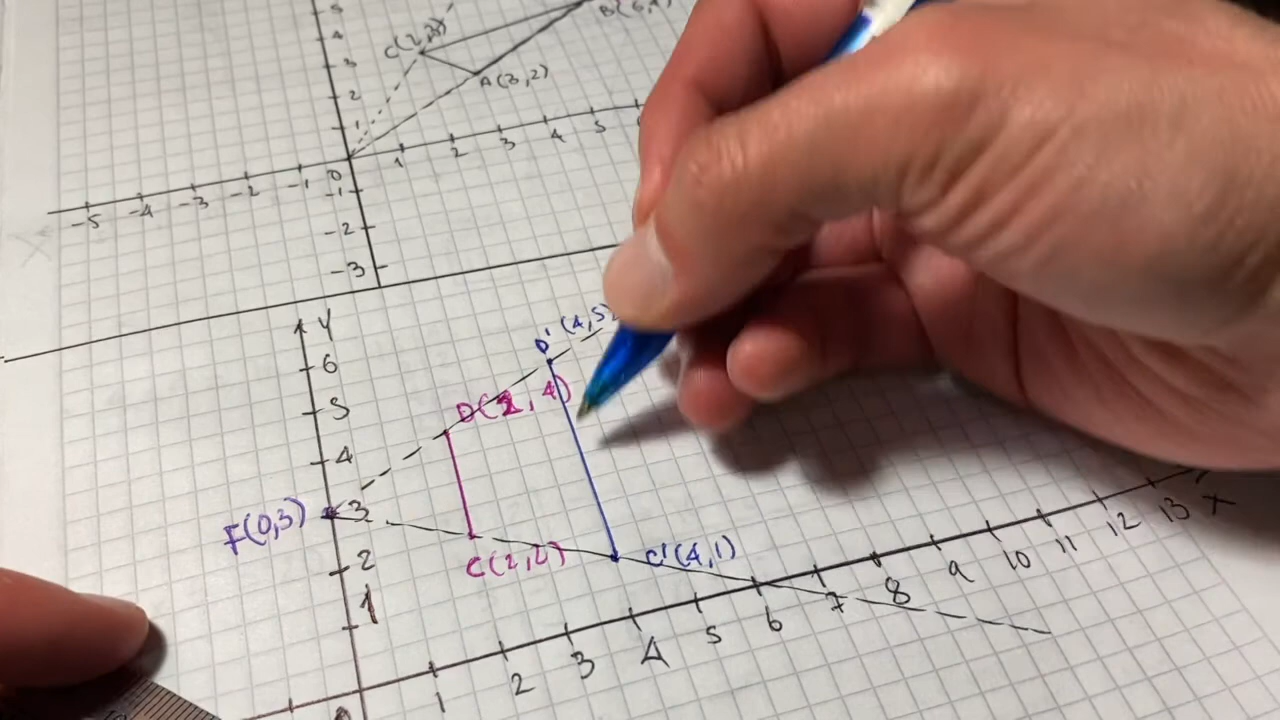 5
4
3
2
1
C(2,3)
A(3,2)
-5 -4 -3 -2 -1 0 1 2 3 4 5
-1
-2
-3
Y
6
5
4
3
2
1
D'(4,5)
D(2,4)
F(0,3)
C(2,2)
C'(4,1)
0 1 2 3 4 5 6 7 8 9 10 11 12 13 X